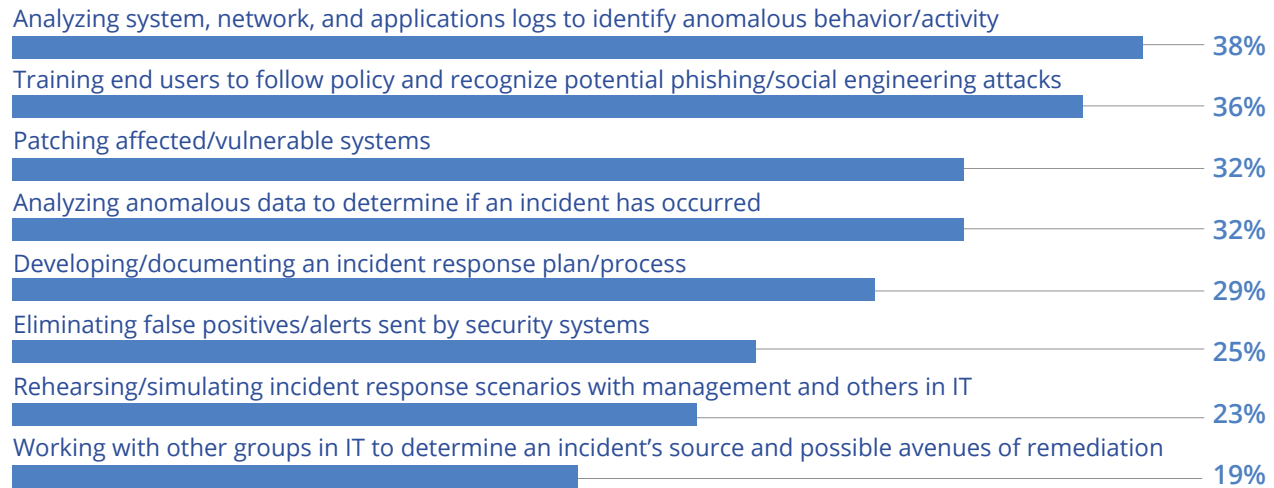 Analyzing system, network, and applications logs to identify anomalous behavior/activity
38%
Training end users to follow policy and recognize potential phishing/social engineering attacks
36%
Patching affected/vulnerable systems
32%
Analyzing anomalous data to determine if an incident has occurred
32%
Developing/documenting an incident response plan/process
29%
Eliminating false positives/alerts sent by security systems
25%
Rehearsing/simulating incident response scenarios with management and others in IT
23%
Working with other groups in IT to determine an incident’s source and possible avenues of remediation
19%